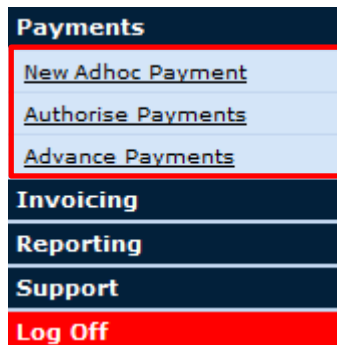 Payments
New Adhoc Payment
Authorise Payments
Advance Payments
Invoicing
Reporting
Support
Log Off